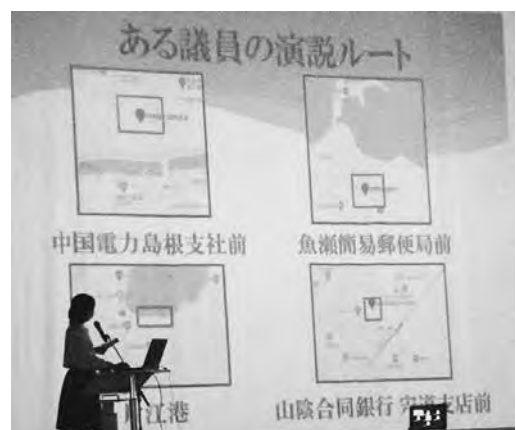 ある議員の演説ルート
中国電力島根支社前
魚瀬簡易郵便局前
江港
山陰合同銀行 宍道支店前